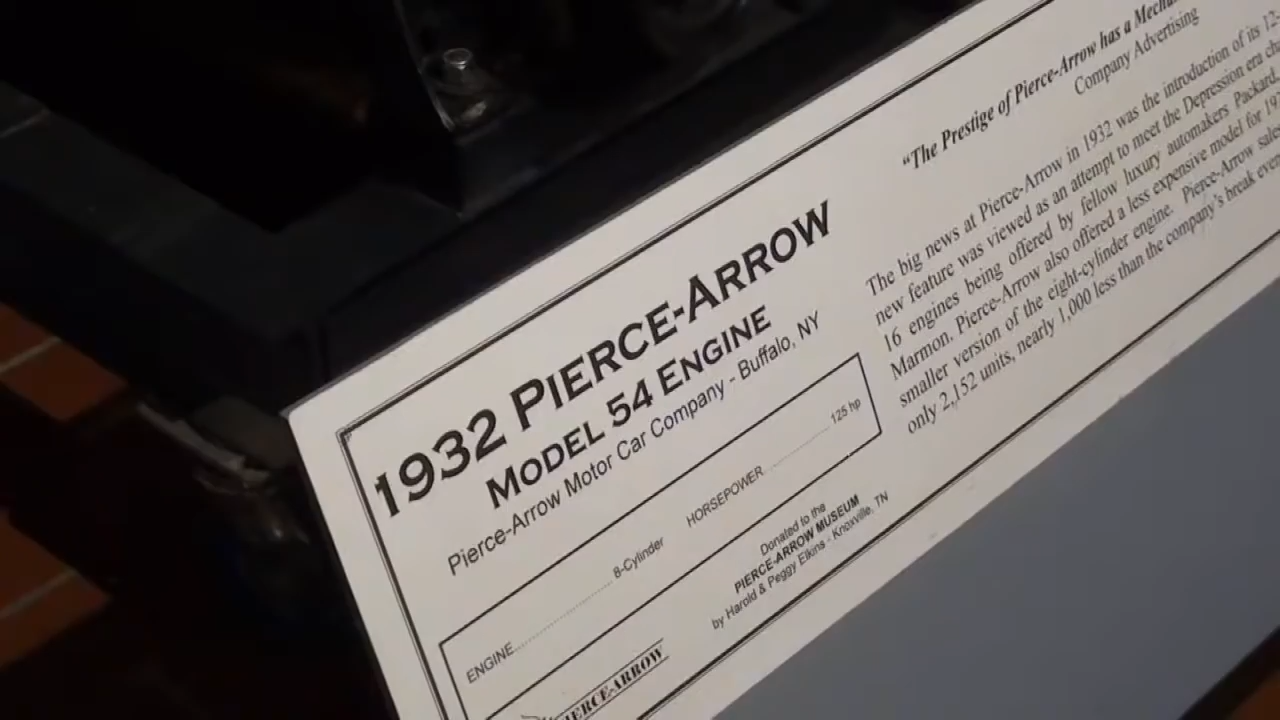 1932 PIERCE-ARROW
MODEL 54 ENGINE
Pierce-Arrow Motor Car Company - Buffalo, NY
ENGINE 8-Cylinder HORSEPOWER 125 hp
Donated to the
PIERCE-ARROW MUSEUM
by Harold & Peggy Elkins - Knoxville, TN
PIERCE-ARROW
"The Prestige of Pierce-Arrow has a
Company Advertising
The big news at Pierce-Arrow in 1932 was the introduction of its 12-
new feature was viewed as an attempt to meet the Depression era
16 engines being offered by fellow luxury automakers Packard,
Marmon. Pierce-Arrow also offered a less expensive model for
smaller version of the eight-cylinder engine. Pierce-Arrow
only 2,152 units, nearly 1,000 less than the company's break